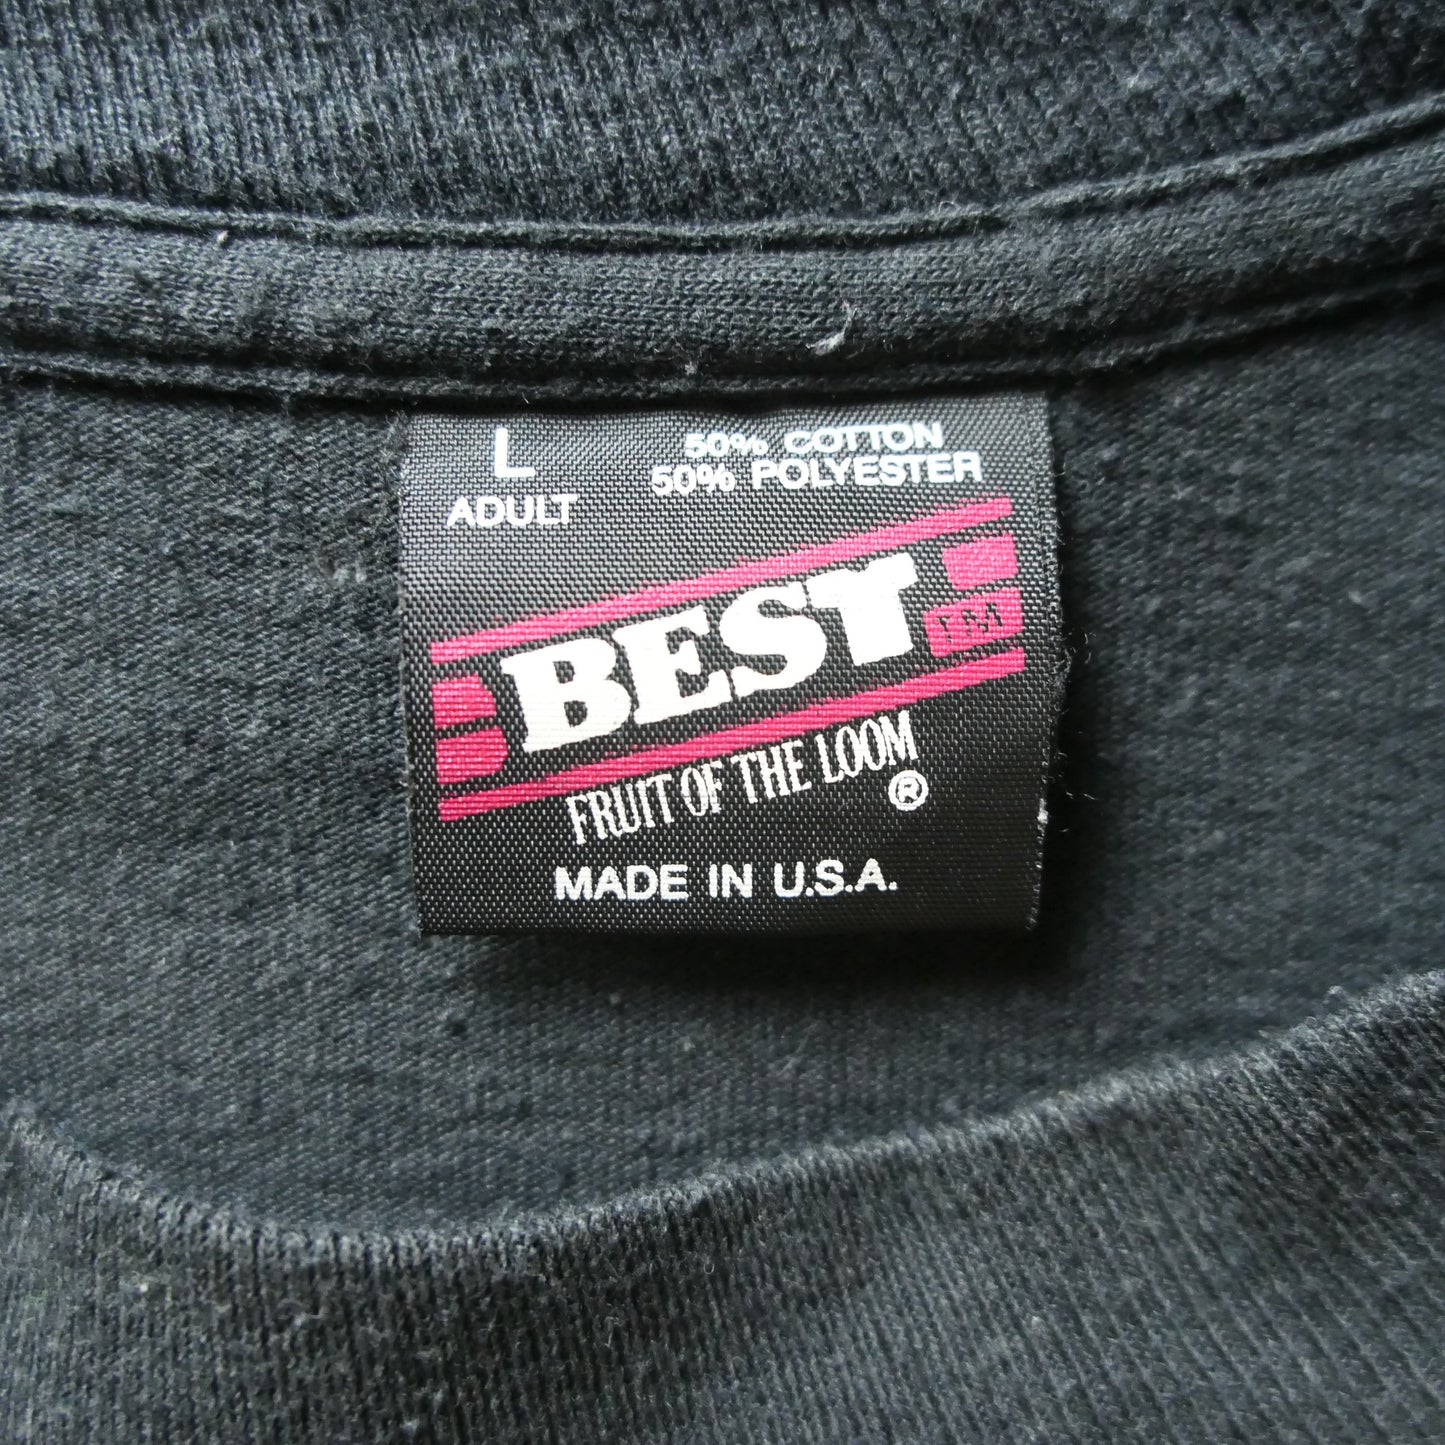 L
ADULT
50% COTTON
50% POLYESTER
BEST
TM
FRUIT OF THE LOOM
®
MADE IN U.S.A.